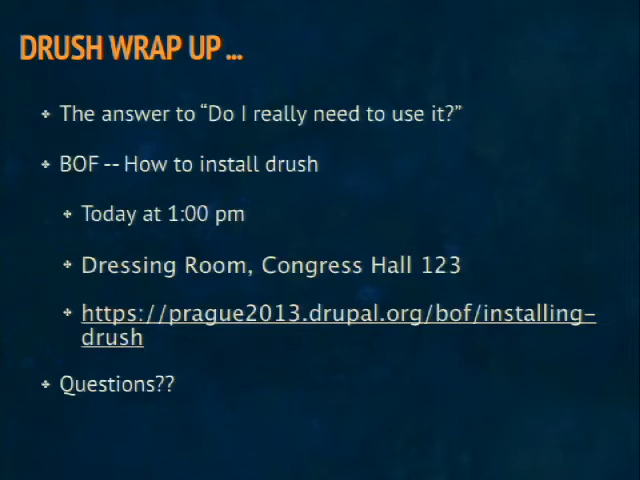 DRUSH WRAP UP ...
The answer to “Do I really need to use it?”
BOF -- How to install drush
Today at 1:00 pm
Dressing Room, Congress Hall 123
https://prague2013.drupal.org/bof/installing-
drush
Questions??